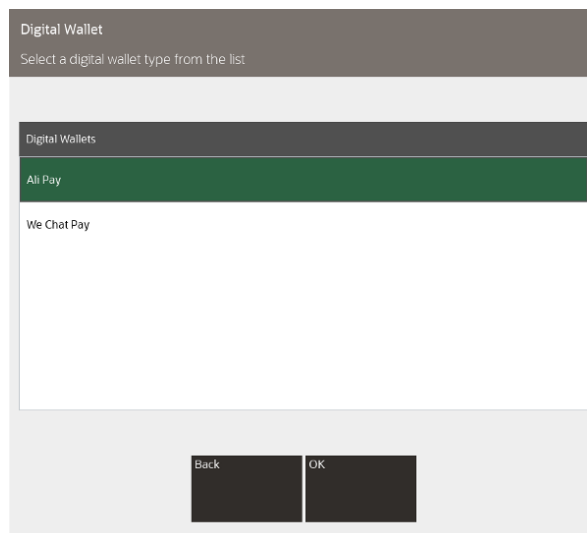 Digital Wallet
Select a digital wallet type from the list
Digital Wallets
Ali Pay
We Chat Pay
Back
OK